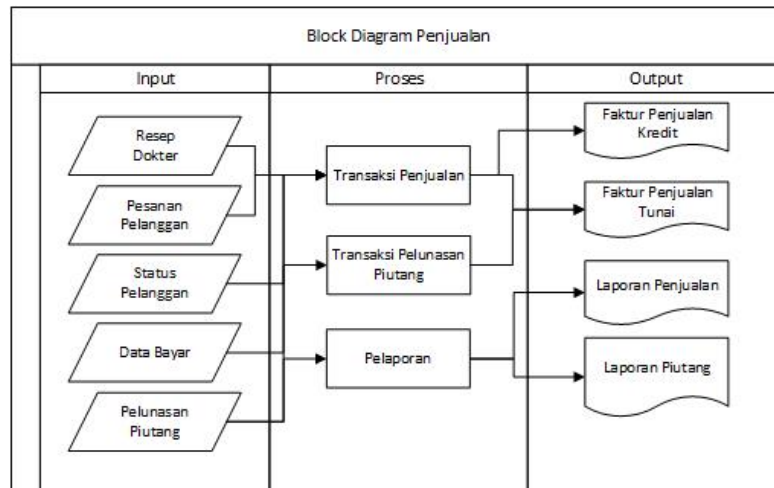 Block Diagram Penjualan
Input
Proses
Output
Resep
Dokter
Pesanan
Pelanggan
Status
Pelanggan
Data Bayar
Pelunasan
Piutang
Transaksi Penjualan
Transaksi Pelunasan
Piutang
Pelaporan
Faktur Penjualan
Kredit
Faktur Penjualan
Tunai
Laporan Penjualan
Laporan Piutang